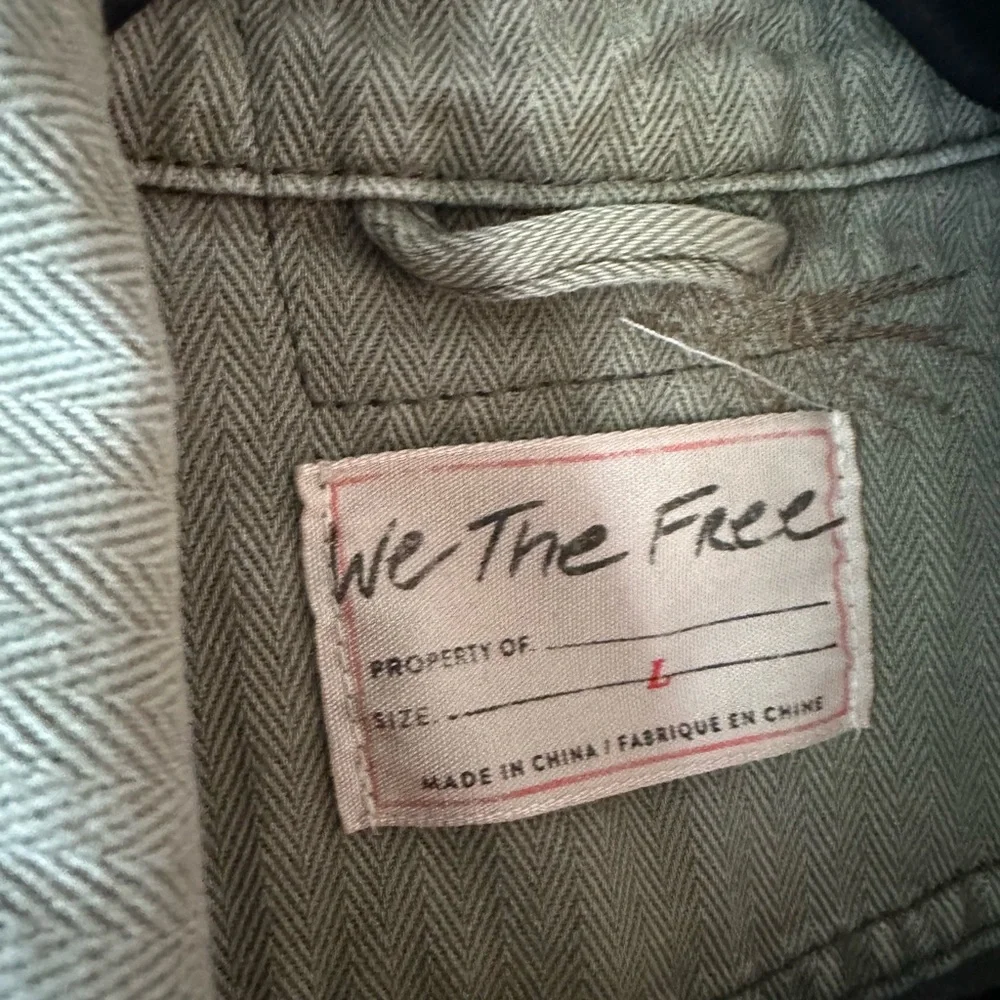 We The Free
PROPERTY OF.
SIZE. L
MADE IN CHINA / FABRIQUE EN CHINE